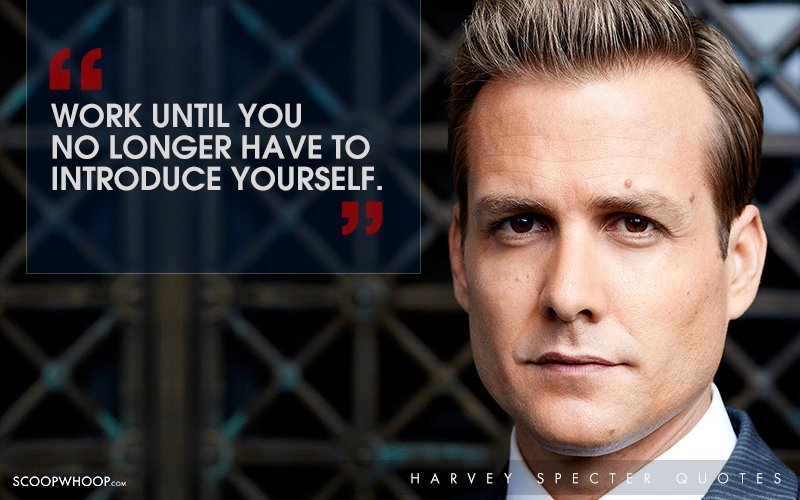 “
WORK UNTIL YOU
NO LONGER HAVE TO
INTRODUCE YOURSELF.
”
SCOOPWHOOP.COM
HARVEY SPECTER QUOTES